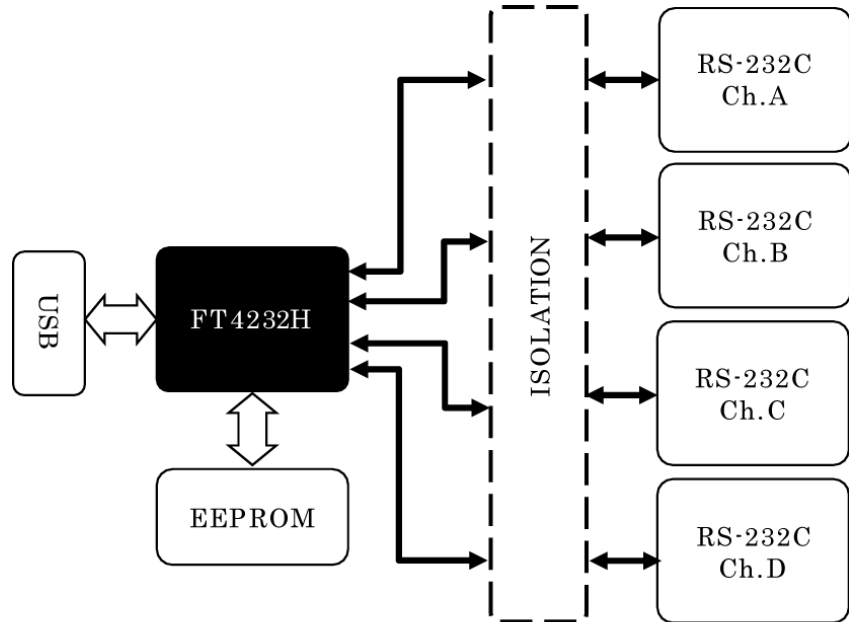 USB
FT4232H
EEPROM
ISOLATION
RS-232C
Ch.A
RS-232C
Ch.B
RS-232C
Ch.C
RS-232C
Ch.D